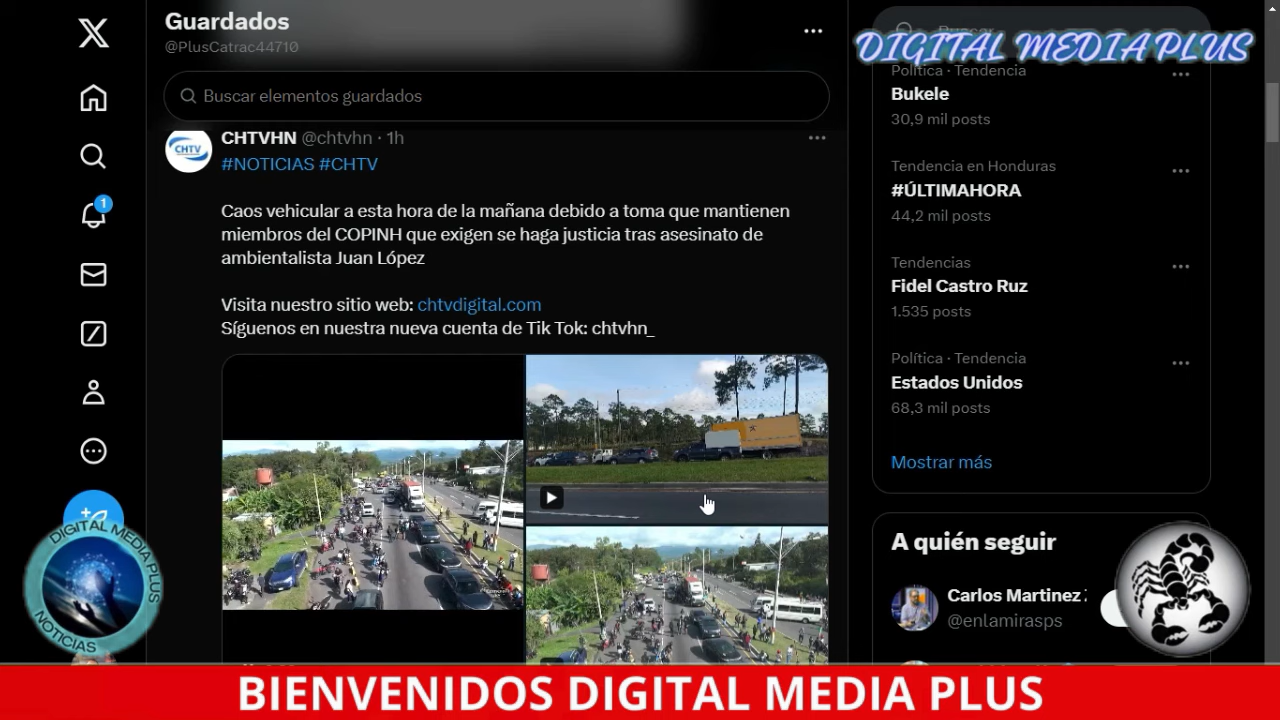 Guardados
@PlusCatrac44710
Buscar elementos guardados
CHTVHN @chtvhn · 1h
CHTV
#NOTICIAS #CHTV
Caos vehicular a esta hora de la mañana debido a toma que mantienen
miembros del COPINH que exigen se haga justicia tras asesinato de
ambientalista Juan López
Visita nuestro sitio web: chtvdigital.com
Síguenos en nuestra nueva cuenta de Tik Tok: chtvhn_
1
DIGITAL MEDIA PLUS
Política · Tendencia
Bukele
30,9 mil posts
Tendencia en Honduras
#ÚLTIMAHORA
44,2 mil posts
Tendencias
Fidel Castro Ruz
1.535 posts
Política · Tendencia
Estados Unidos
68,3 mil posts
Mostrar más
A quién seguir
Carlos Martinez
@enlamirasps
DIGITAL MEDIA PLUS
NOTICIAS
BIENVENIDOS DIGITAL MEDIA PLUS